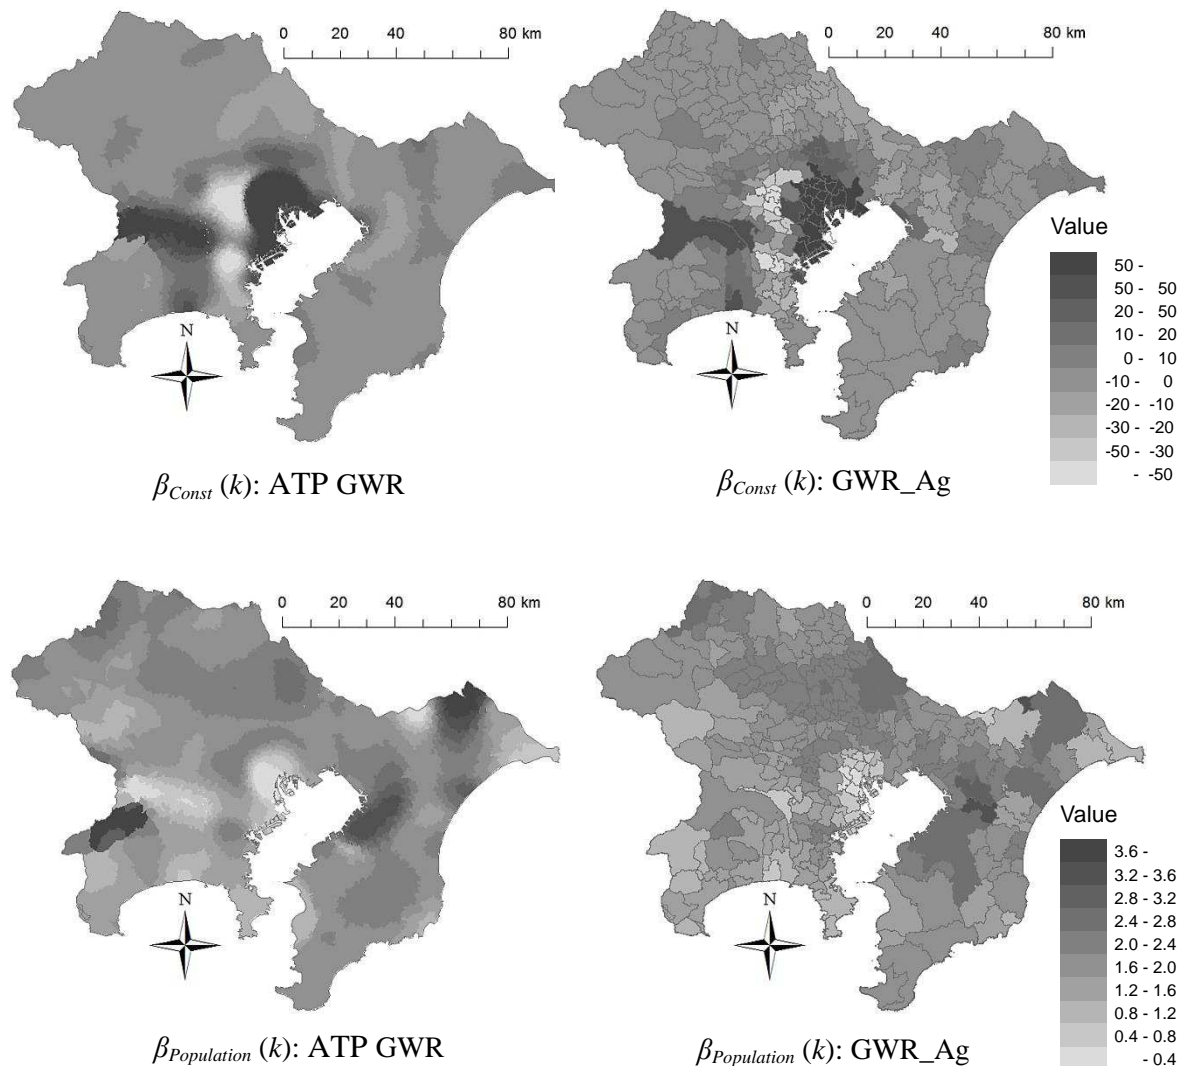 0 20 40 80 km
0 20 40 80 km
Value
50 -
50 - 50
20 - 50
10 - 20
0 - 10
-10 - 0
-20 - -10
-30 - -20
-50 - -30
- -50
N
N
βConst (k): ATP GWR
βConst (k): GWR_Ag
0 20 40 80 km
0 20 40 80 km
Value
3.6 -
3.2 - 3.6
2.8 - 3.2
2.4 - 2.8
2.0 - 2.4
1.6 - 2.0
1.2 - 1.6
0.8 - 1.2
0.4 - 0.8
- 0.4
N
N
βPopulation (k): ATP GWR
βPopulation (k): GWR_Ag